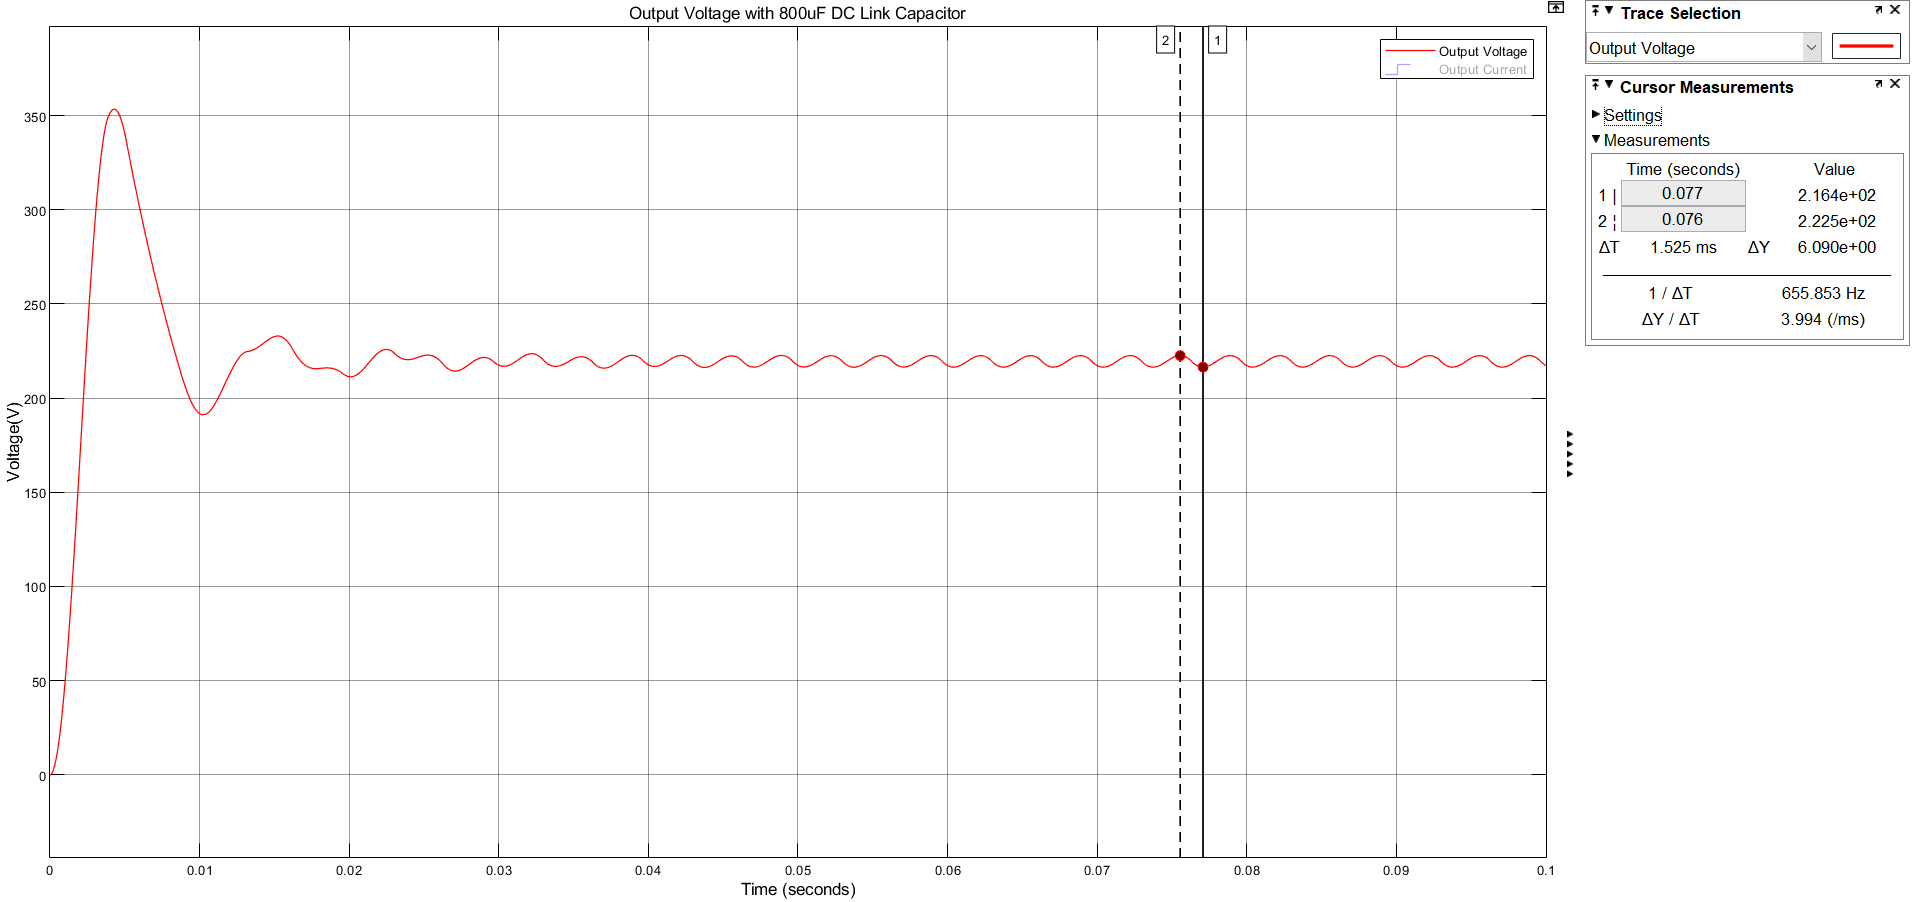 Output Voltage with 800uF DC Link Capacitor
2
1
Output Voltage
Output Current
350
300
250
200
150
100
50
0
Voltage(V)
0 0.01 0.02 0.03 0.04 0.05 0.06 0.07 0.08 0.09 0.1
Time (seconds)
Trace Selection
Output Voltage
Cursor Measurements
Settings
Measurements
Time (seconds) Value
1 | 0.077 2.164e+02
2 ¦ 0.076 2.225e+02
ΔT 1.525 ms ΔY 6.090e+00
1 / ΔT 655.853 Hz
ΔY / ΔT 3.994 (/ms)